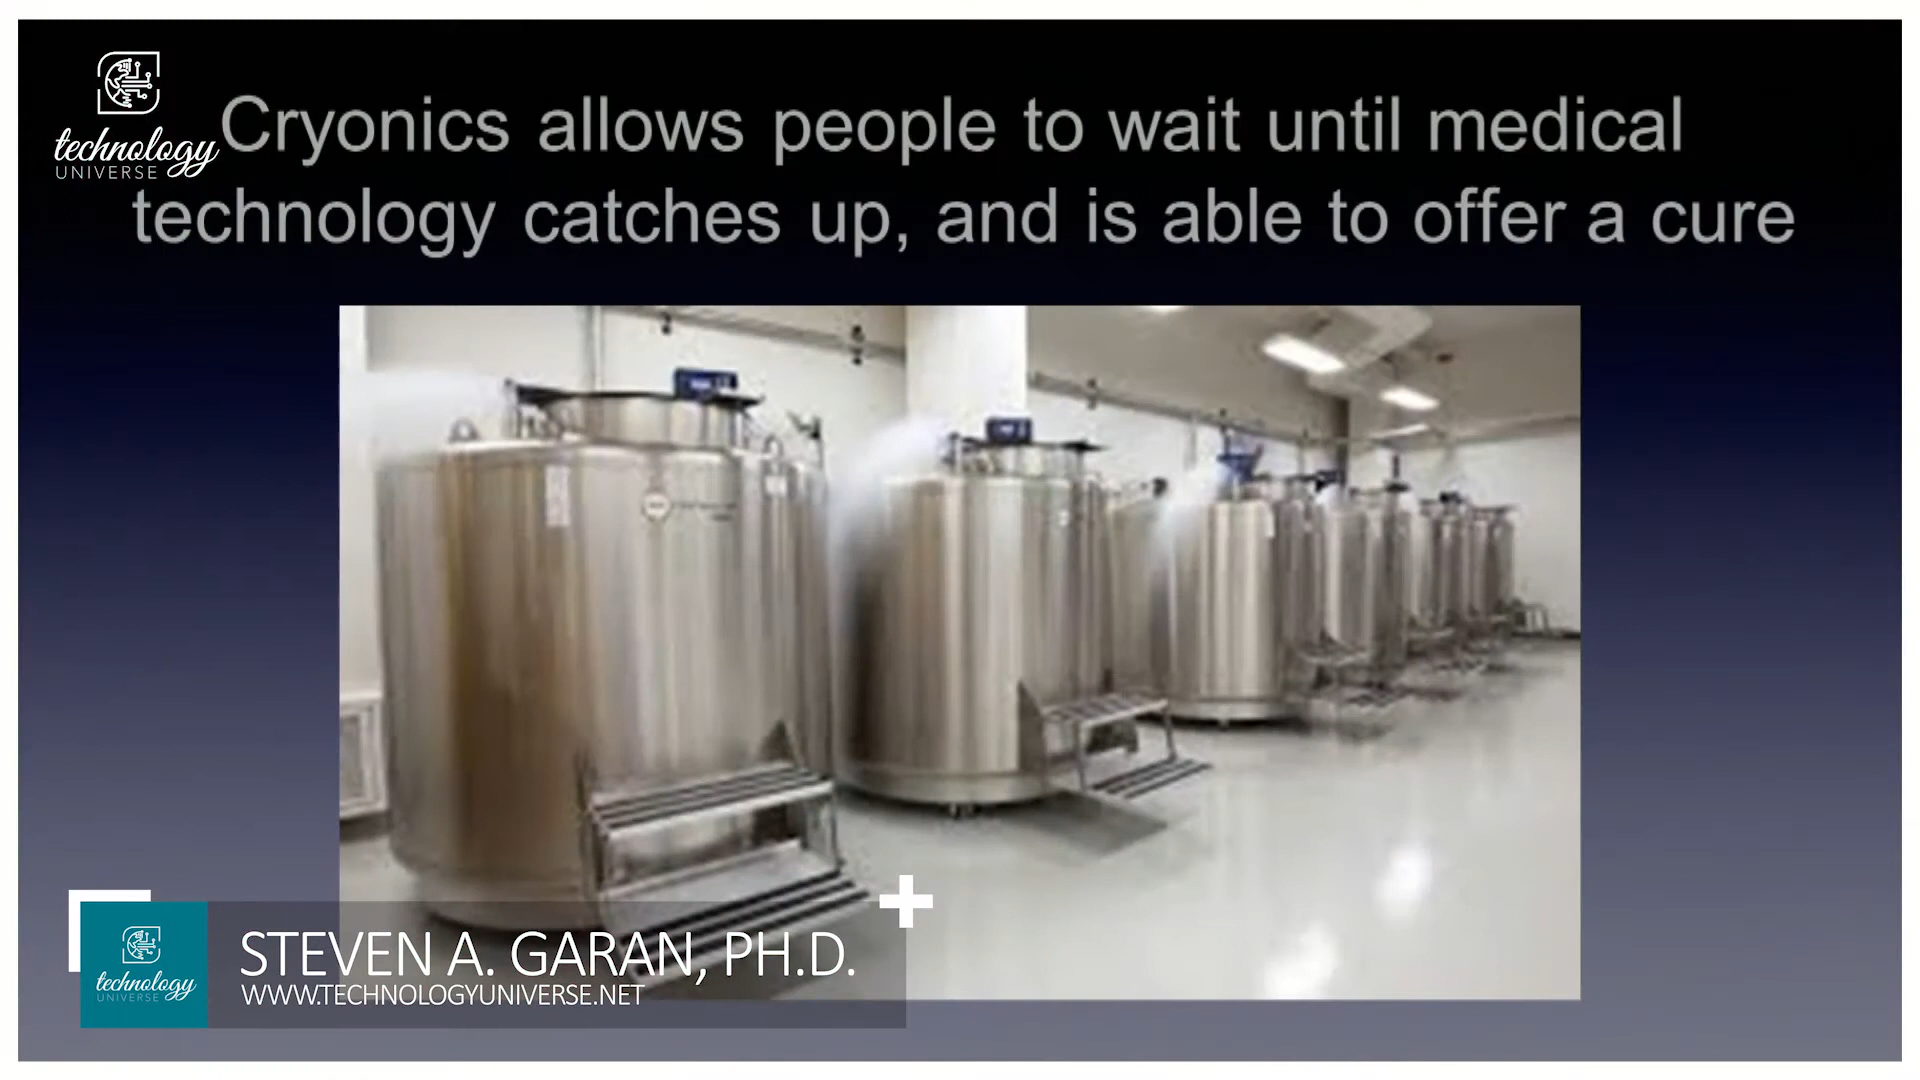 technology
UNIVERSE
Cryonics allows people to wait until medical
technology catches up, and is able to offer a cure
technology
UNIVERSE
STEVEN A. GARAN, PH.D.
WWW.TECHNOLOGYUNIVERSE.NET